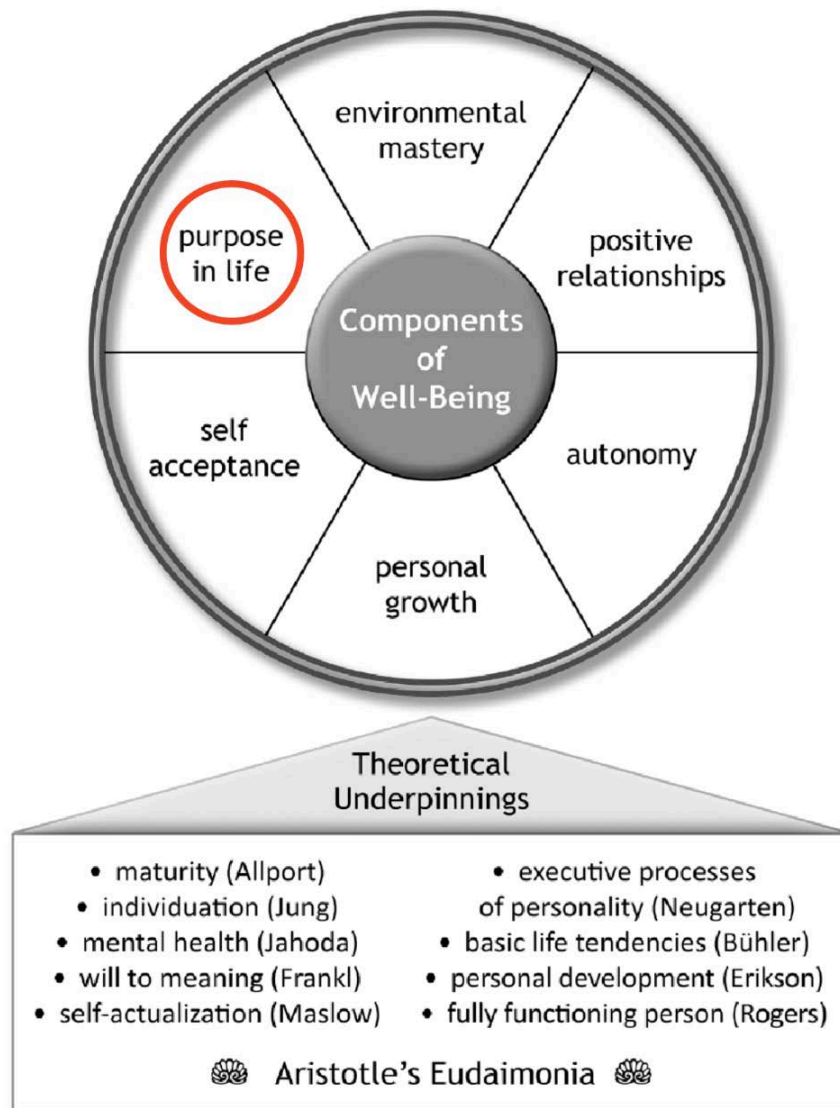 environmental
mastery
purpose
in life
positive
relationships
Components
of
Well-Being
self
acceptance
autonomy
personal
growth
Theoretical
Underpinnings
• maturity (Allport)
• individuation (Jung)
• mental health (Jahoda)
• will to meaning (Frankl)
• self-actualization (Maslow)
• executive processes
of personality (Neugarten)
• basic life tendencies (Bühler)
• personal development (Erikson)
• fully functioning person (Rogers)
Aristotle's Eudaimonia